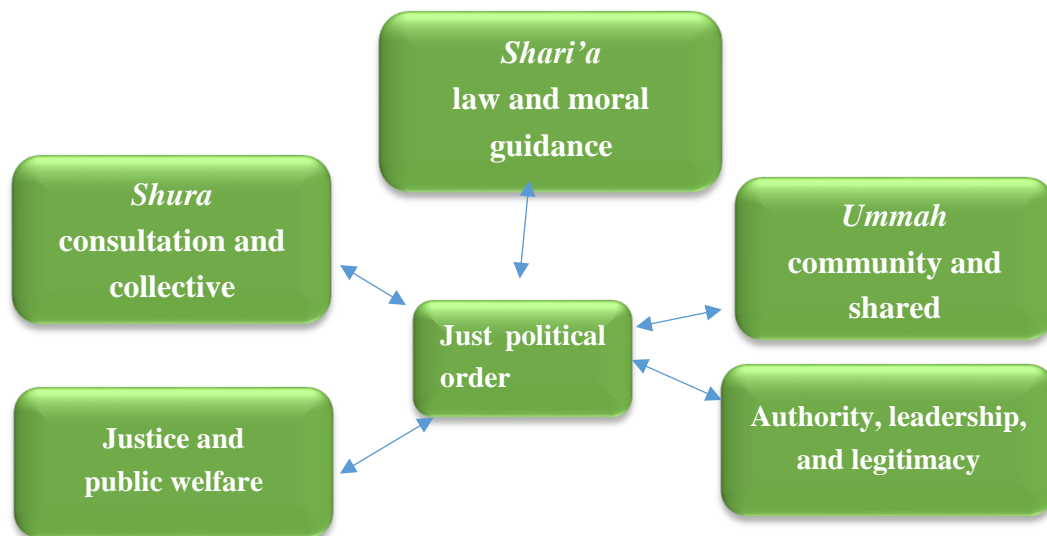 Shari’a
law and moral
guidance
Shura
consultation and
collective
Ummah
community and
shared
Just political
order
Justice and
public welfare
Authority, leadership,
and legitimacy